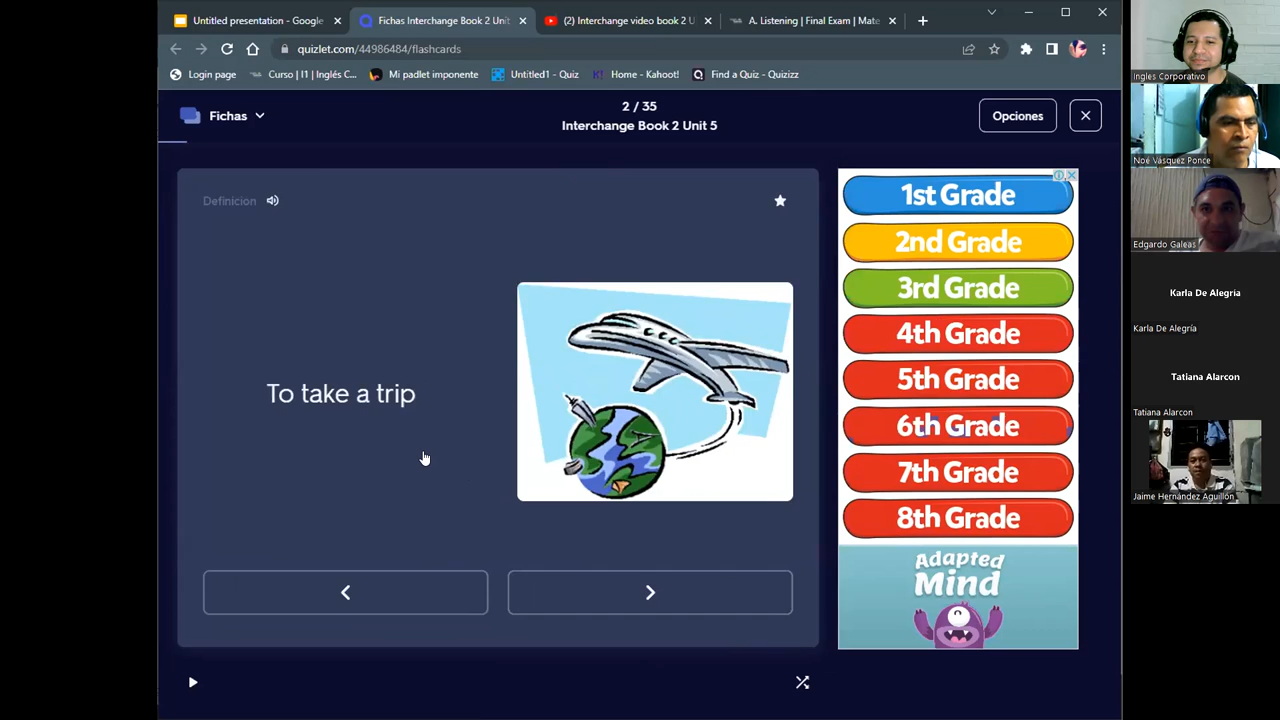 Untitled presentation - Google
Fichas Interchange Book 2 Unit
(2) Interchange video book 2 U
A. Listening | Final Exam | Mate
quizlet.com/44986484/flashcards
Login page
Curso | I1 | Inglés C...
Mi padlet imponente
Untitled1 - Quiz
Home - Kahoot!
Find a Quiz - Quizizz
Fichas
2 / 35
Interchange Book 2 Unit 5
Opciones
Definicion
To take a trip
1st Grade
2nd Grade
3rd Grade
4th Grade
5th Grade
6th Grade
7th Grade
8th Grade
Adapted
Mind
Ingles Corporativo
Noé Vásquez Ponce
Edgardo Galeas
Karla De Alegria
Karla De Alegría
Tatiana Alarcon
Tatiana Alarcon
Jaime Hernández Aguillón